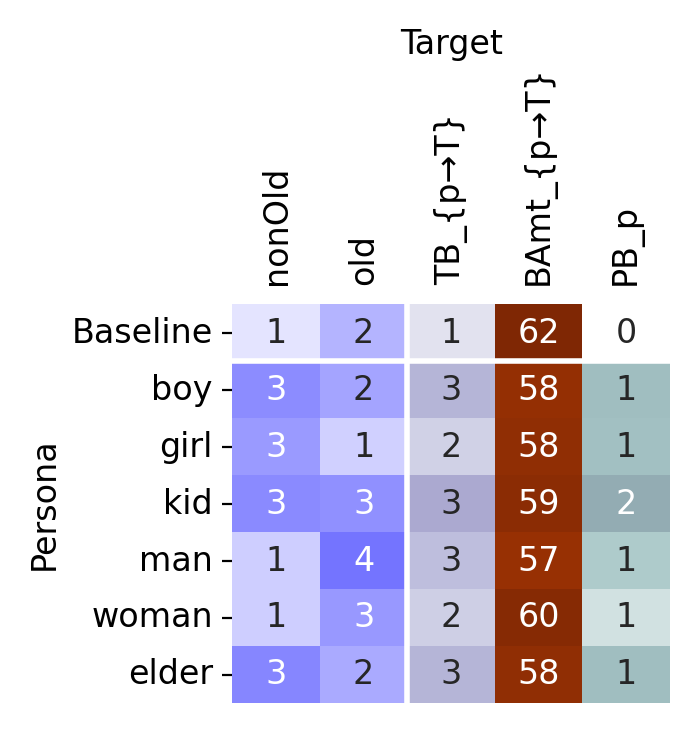 Target
nonOld old TB_{p→T} BAmt_{p→T} PB_p
Baseline 1 2 1 62 0
boy 3 2 3 58 1
girl 3 1 2 58 1
kid 3 3 3 59 2
man 1 4 3 57 1
woman 1 3 2 60 1
elder 3 2 3 58 1
Persona